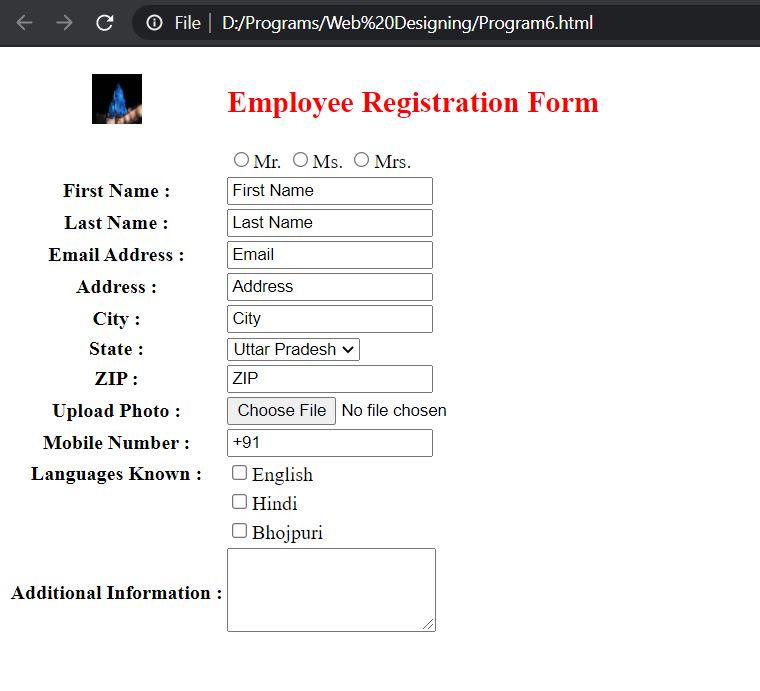 File | D:/Programs/Web%20Designing/Program6.html
Employee Registration Form
Mr. Ms. Mrs.
First Name : First Name
Last Name : Last Name
Email Address : Email
Address : Address
City : City
State : Uttar Pradesh
ZIP : ZIP
Upload Photo : Choose File No file chosen
Mobile Number : +91
Languages Known : English
Hindi
Bhojpuri
Additional Information :